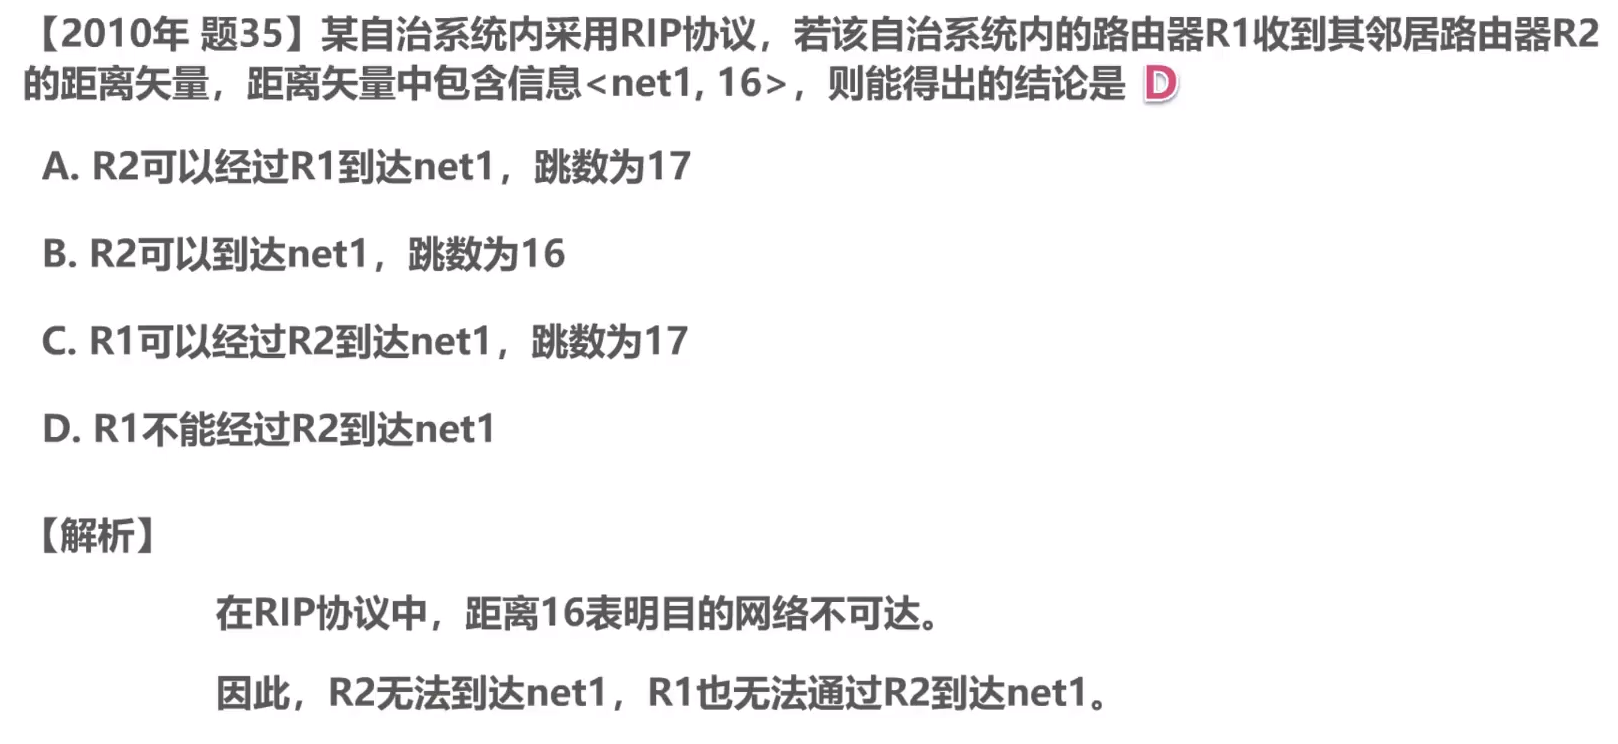 【2010年 题35】某自治系统内采用RIP协议，若该自治系统内的路由器R1收到其邻居路由器R2
的距离矢量，距离矢量中包含信息<net1, 16>，则能得出的结论是 D
A. R2可以经过R1到达net1，跳数为17
B. R2可以到达net1，跳数为16
C. R1可以经过R2到达net1，跳数为17
D. R1不能经过R2到达net1
【解析】
在RIP协议中，距离16表明目的网络不可达。
因此，R2无法到达net1，R1也无法通过R2到达net1。